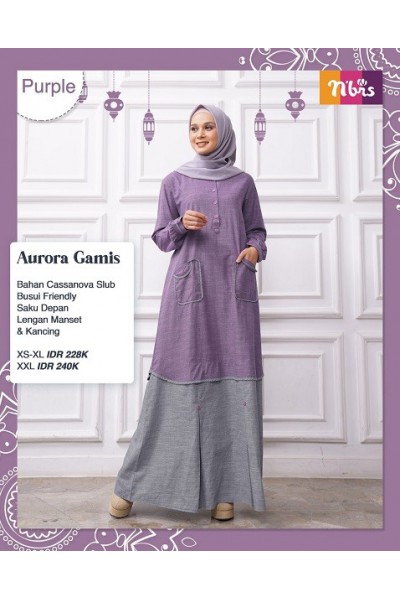 Purple
Nbrs
Aurora Gamis
Bahan Cassanova Slub
Busui Friendly
Saku Depan
Lengan Manset
& Kancing
XS-XL IDR 228K
XXL IDR 240K